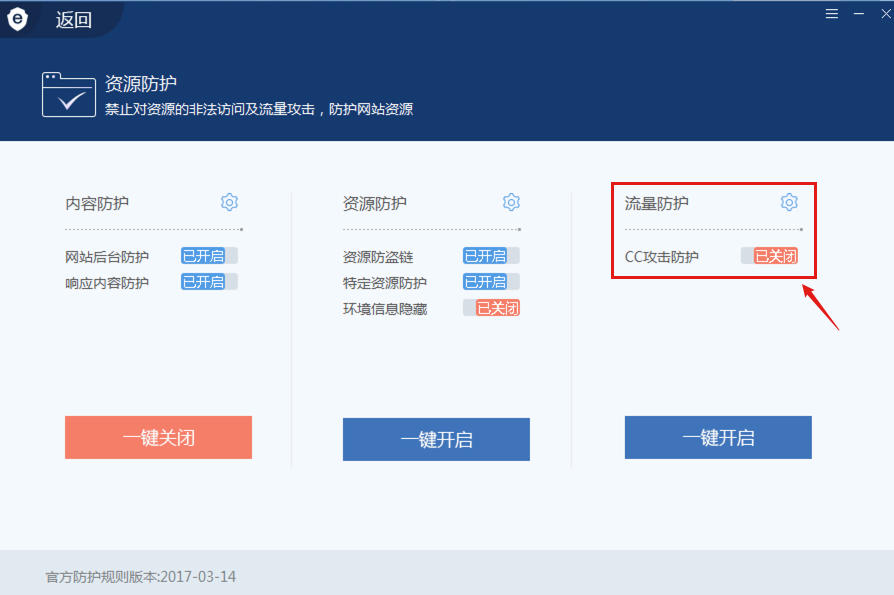 返回
资源防护
禁止对资源的非法访问及流量攻击，防护网站资源
内容防护
网站后台防护 已开启
响应内容防护 已开启
一键关闭
资源防护
资源防盗链 已开启
特定资源防护 已开启
环境信息隐藏 已关闭
一键开启
流量防护
CC攻击防护 已关闭
一键开启
官方防护规则版本:2017-03-14